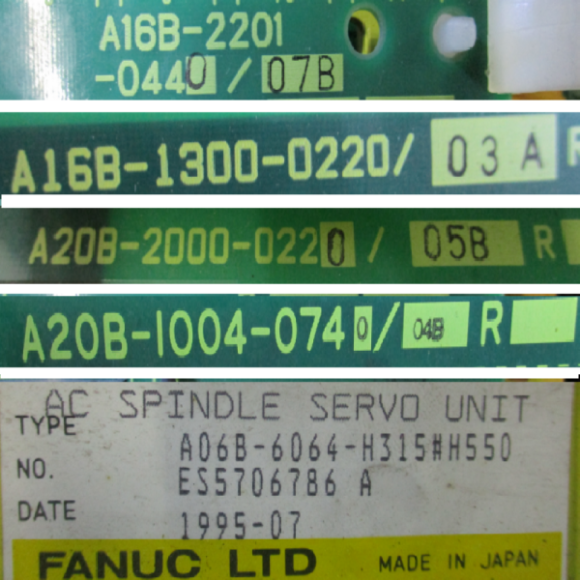 A16B-2201
-0440 / 07B
A16B-1300-0220/ 03A R
A20B-2000-0220 / 05B R
A20B-1004-0740/04B R
AC SPINDLE SERVO UNIT
TYPE A06B-6064-H315#H550
NO. ES5706786 A
DATE 1995-07
FANUC LTD MADE IN JAPAN